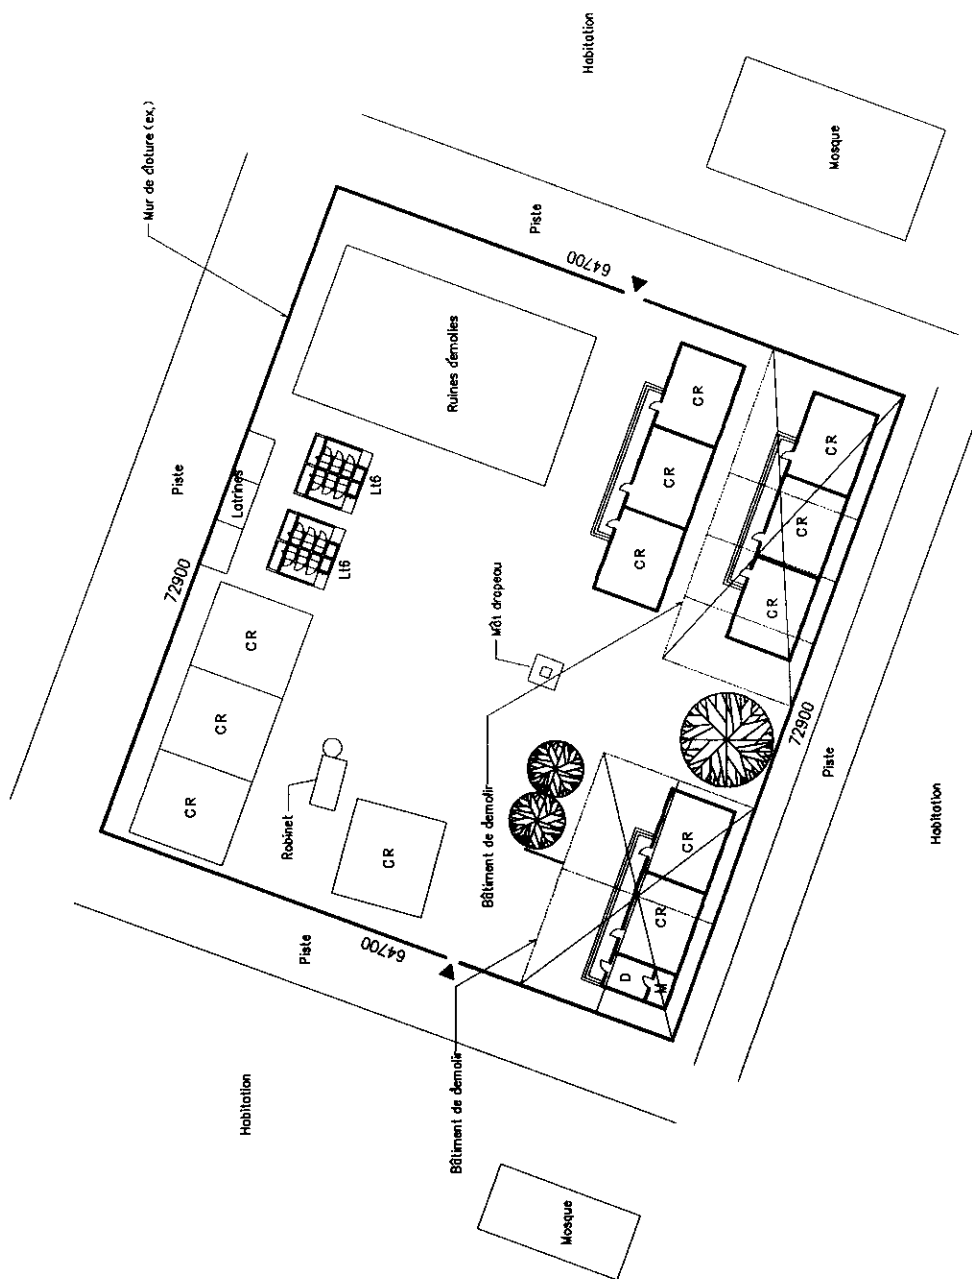 Habitation
Mur de cloture (ex,)
Mosque
Piste
64700
Piste
Ruines démolies
Latrines
72900
Lt6
Lt6
CR
CR
CR
CR
CR
CR
CR
CR
CR
Mât drapeau
Robinet
CR
72900
Piste
CR
CR
D
M
Bâtiment de demolir
Piste
64700
Habitation
Habitation
Bâtiment de demolir
Mosque